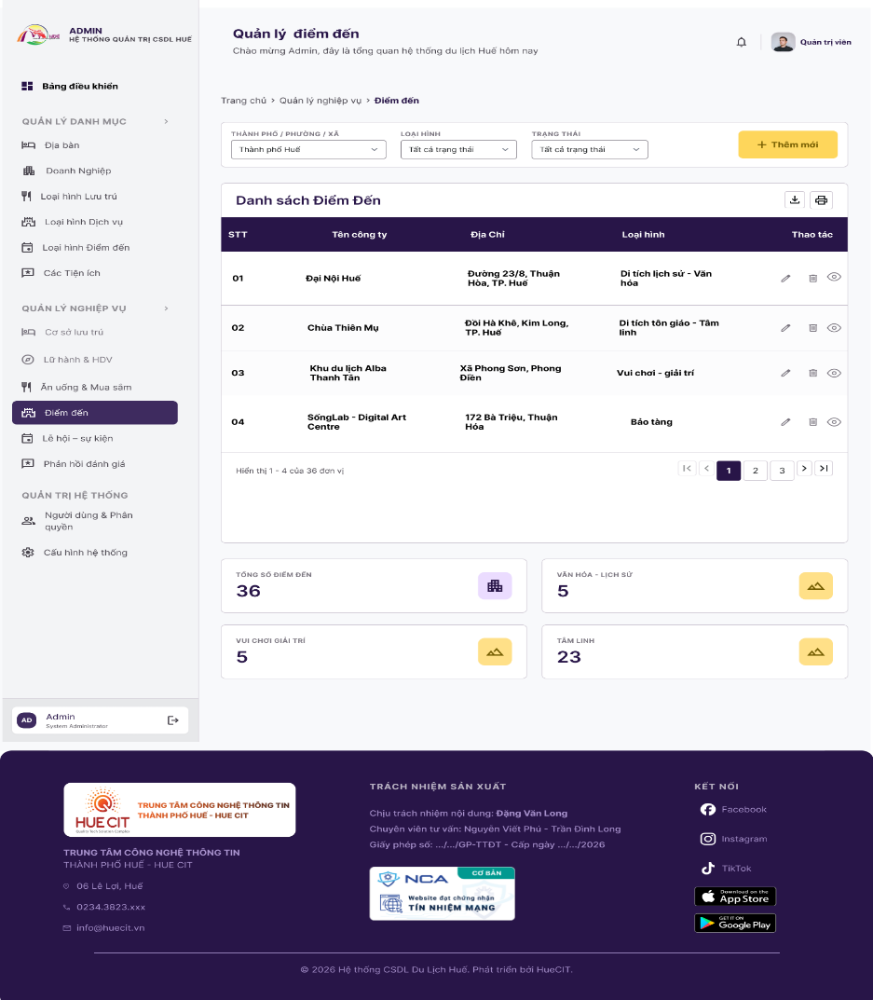 ADMIN
HỆ THỐNG QUẢN TRỊ CSDL HUẾ
Bảng điều khiển
QUẢN LÝ DANH MỤC
Địa bàn
Doanh Nghiệp
Loại hình Lưu trú
Loại hình Dịch vụ
Loại hình Điểm đến
Các Tiện ích
QUẢN LÝ NGHIỆP VỤ
Cơ sở lưu trú
Lữ hành & HDV
Ăn uống & Mua sắm
Điểm đến
Lễ hội – sự kiện
Phản hồi đánh giá
QUẢN TRỊ HỆ THỐNG
Người dùng & Phân
quyền
Cấu hình hệ thống
AD
Admin
System Administrator
Quản lý điểm đến
Chào mừng Admin, đây là tổng quan hệ thống du lịch Huế hôm nay
Quản trị viên
Trang chủ > Quản lý nghiệp vụ > Điểm đến
THÀNH PHỐ / PHƯỜNG / XÃ
Thành phố Huế
LOẠI HÌNH
Tất cả trạng thái
TRẠNG THÁI
Tất cả trạng thái
+ Thêm mới
Danh sách Điểm Đến
STT Tên công ty Địa Chỉ Loại hình Thao tác
01 Đại Nội Huế Đường 23/8, Thuận Hòa, TP. Huế Di tích lịch sử - Văn hóa
02 Chùa Thiên Mụ Đồi Hà Khê, Kim Long, TP. Huế Di tích tôn giáo - Tâm linh
03 Khu du lịch Alba Thanh Tân Xã Phong Sơn, Phong Điền Vui chơi - giải trí
04 SốngLab - Digital Art Centre 172 Bà Triệu, Thuận Hóa Bảo tàng
Hiển thị 1 - 4 của 36 đơn vị
1 2 3
TỔNG SỐ ĐIỂM ĐẾN
36
VĂN HÓA - LỊCH SỬ
5
VUI CHƠI GIẢI TRÍ
5
TÂM LINH
23
HUE CIT
TRUNG TÂM CÔNG NGHỆ THÔNG TIN
THÀNH PHỐ HUẾ - HUE CIT
TRUNG TÂM CÔNG NGHỆ THÔNG TIN
THÀNH PHỐ HUẾ - HUE CIT
06 Lê Lợi, Huế
0234.3823.xxx
info@huecit.vn
TRÁCH NHIỆM SẢN XUẤT
Chịu trách nhiệm nội dung: Đặng Văn Long
Chuyên viên tư vấn: Nguyễn Viết Phú - Trần Đình Long
Giấy phép số: .../.../GP-TTĐT - Cấp ngày .../.../2026
NCA
CƠ BẢN
Website đạt chứng nhận
TÍN NHIỆM MẠNG
KẾT NỐI
Facebook
Instagram
TikTok
Download on the
App Store
GET IT ON
Google Play
© 2026 Hệ thống CSDL Du Lịch Huế. Phát triển bởi HueCIT.